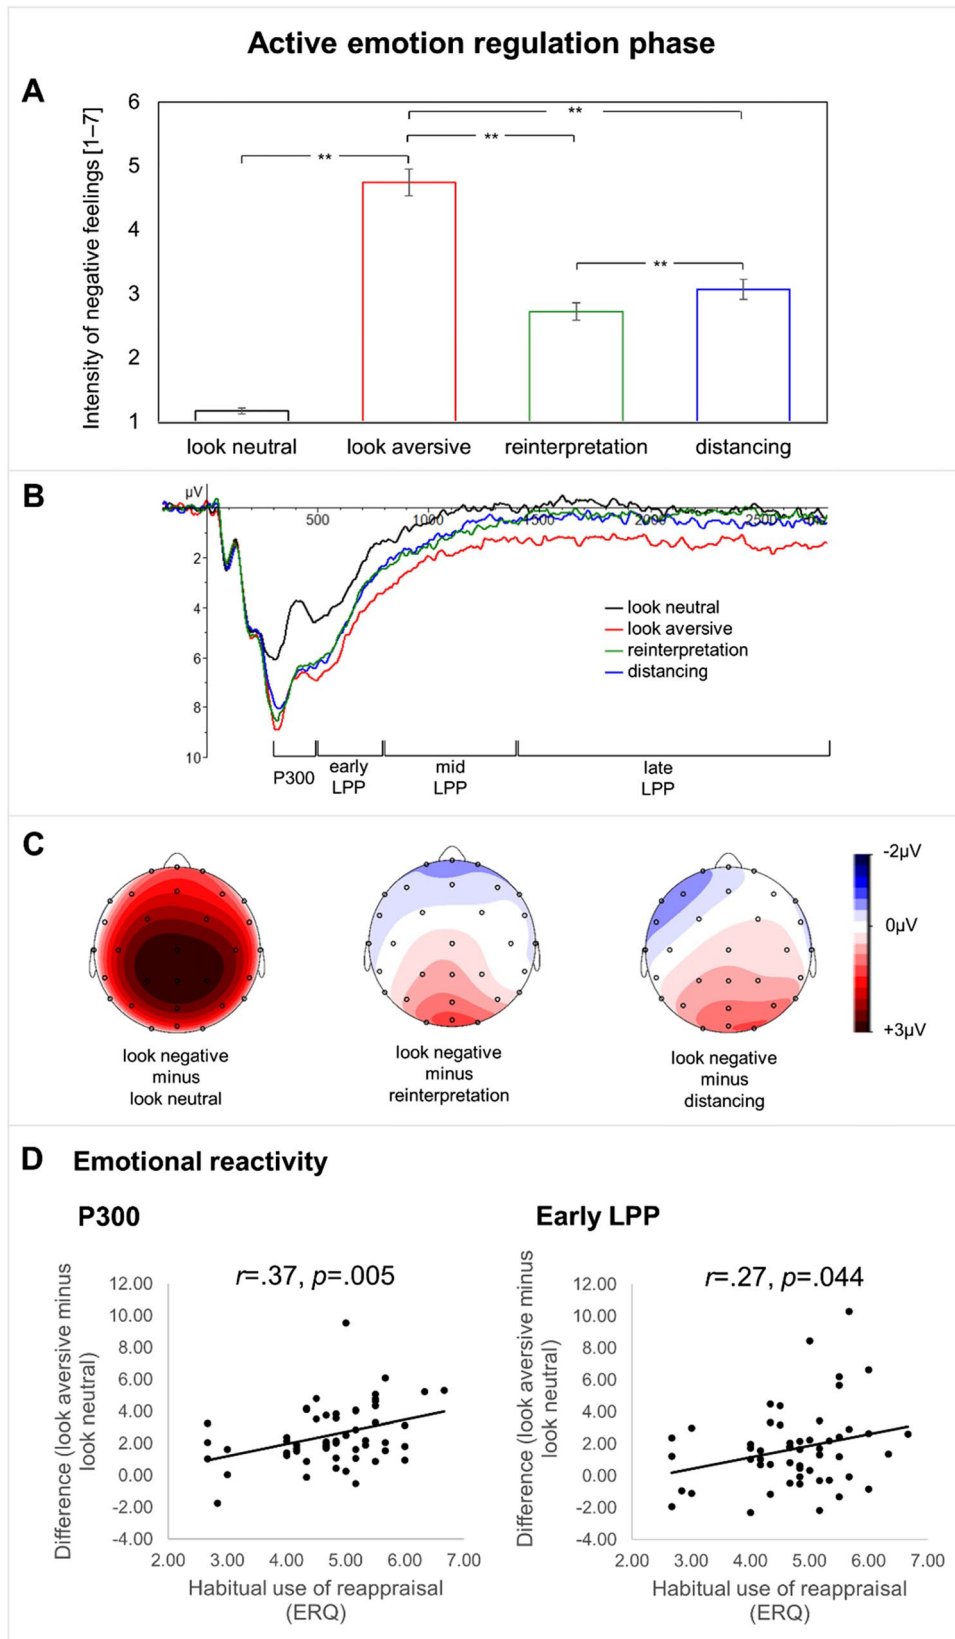 Active emotion regulation phase
A
Intensity of negative feelings [1–7]
6
5
4
3
2
1
**
**
**
**
look neutral
look aversive
reinterpretation
distancing
B
µV
500
1000
1500
2000
2
4
6
8
10
look neutral
look aversive
reinterpretation
distancing
P300
early
LPP
mid
LPP
late
LPP
C
-2µV
0µV
+3µV
look negative
minus
look neutral
look negative
minus
reinterpretation
look negative
minus
distancing
D Emotional reactivity
P300
r=.37, p=.005
Difference (look aversive minus
look neutral)
12.00
10.00
8.00
6.00
4.00
2.00
0.00
-2.00
-4.00
2.00 3.00 4.00 5.00 6.00 7.00
Habitual use of reappraisal
(ERQ)
Early LPP
r=.27, p=.044
Difference (look aversive minus
look neutral)
12.00
10.00
8.00
6.00
4.00
2.00
0.00
-2.00
-4.00
2.00 3.00 4.00 5.00 6.00 7.00
Habitual use of reappraisal
(ERQ)